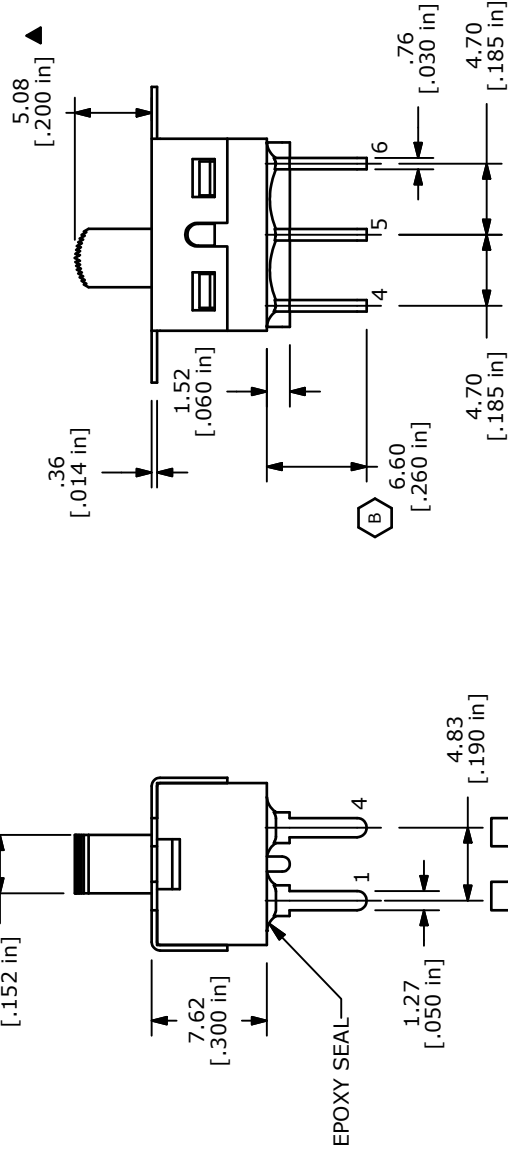 5.08
[.200 in]
.76
[.030 in]
4.70
[.185 in]
6
5
4
4.70
[.185 in]
1.52
[.060 in]
.36
[.014 in]
6.60
[.260 in]
B
[.152 in]
7.62
[.300 in]
EPOXY SEAL
1.27
[.050 in]
4.83
[.190 in]
1
4